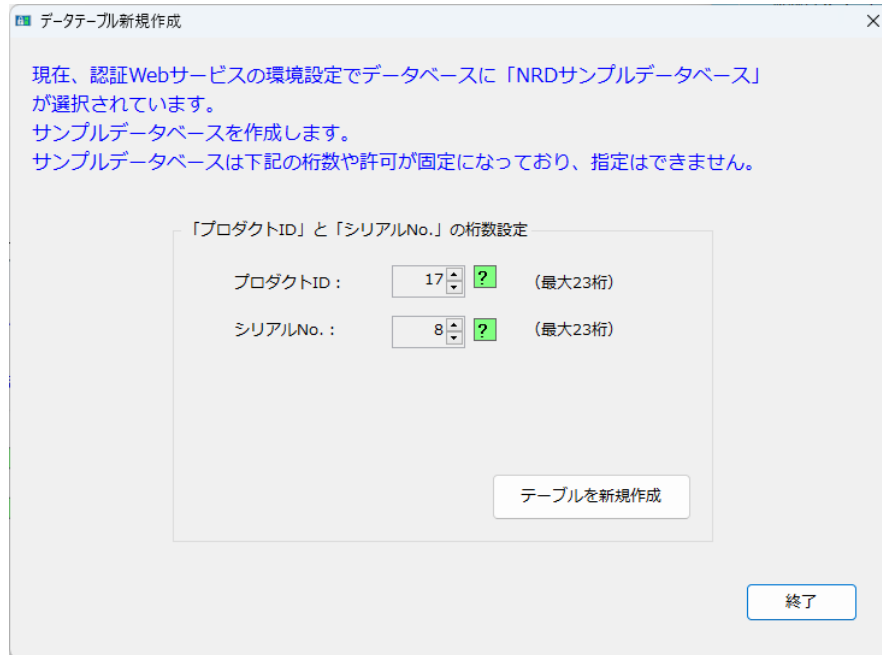 データテーブル新規作成
現在、認証Webサービスの環境設定でデータベースに「NRDサンプルデータベース」
が選択されています。
サンプルデータベースを作成します。
サンプルデータベースは下記の桁数や許可が固定になっており、指定はできません。
「プロダクトID」と「シリアルNo.」の桁数設定
プロダクトID： 17 ? (最大23桁)
シリアルNo.： 8 ? (最大23桁)
テーブルを新規作成
終了